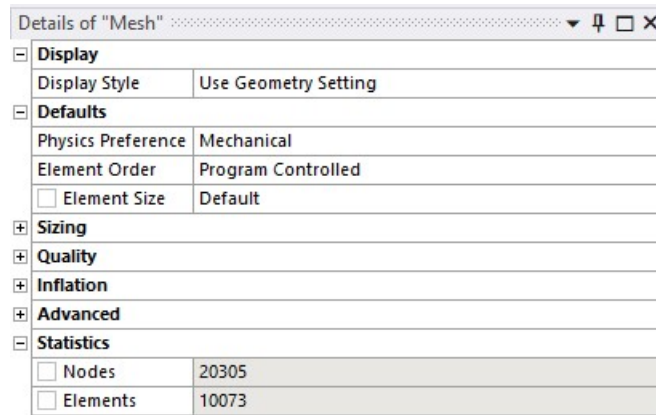 Details of "Mesh"
Display
Display Style Use Geometry Setting
Defaults
Physics Preference Mechanical
Element Order Program Controlled
Element Size Default
Sizing
Quality
Inflation
Advanced
Statistics
Nodes 20305
Elements 10073